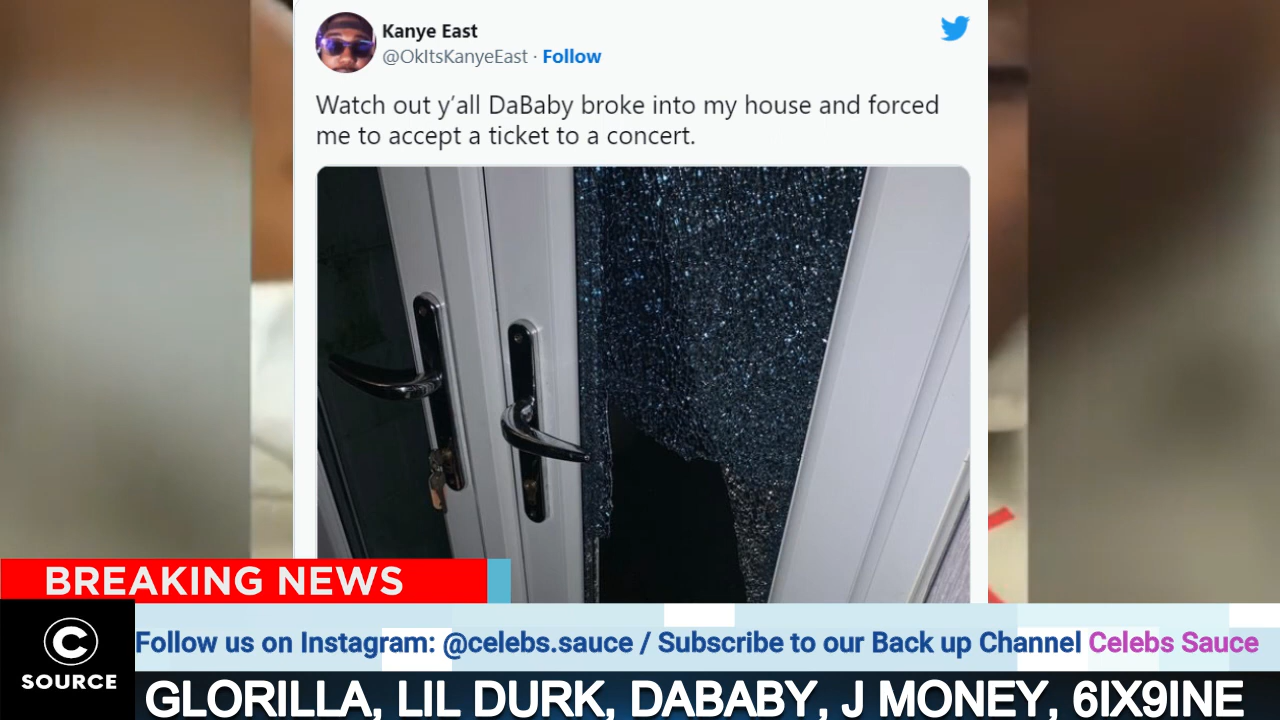 Kanye East
@OkItsKanyeEast · Follow
Watch out y’all DaBaby broke into my house and forced
me to accept a ticket to a concert.
BREAKING NEWS
C
SOURCE
Follow us on Instagram: @celebs.sauce / Subscribe to our Back up Channel Celebs Sauce
GLORILLA, LIL DURK, DABABY, J MONEY, 6IX9INE